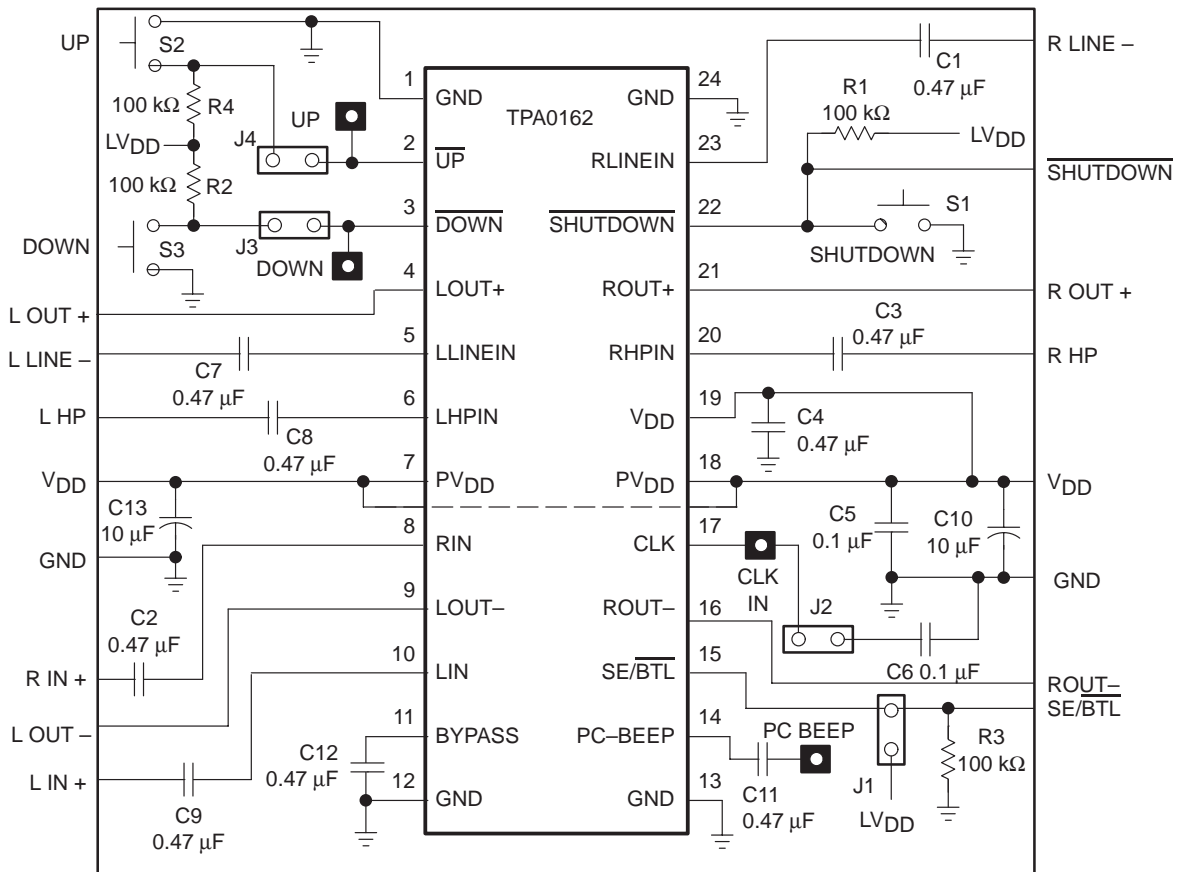 UP
S2
100 kΩ
R4
LVDD
100 kΩ
R2
DOWN
S3
J4
UP
J3
DOWN
L OUT +
L LINE –
C7
0.47 µF
L HP
C8
0.47 µF
VDD
C13
10 µF
GND
C2
0.47 µF
R IN +
L OUT –
L IN +
C9
0.47 µF
C12
0.47 µF
TPA0162
1
GND
2
U̅P̅
3
D̅O̅W̅N̅
4
LOUT+
5
LLINEIN
6
LHPIN
7
PVDD
8
RIN
9
LOUT–
10
LIN
11
BYPASS
12
GND
24
GND
23
RLINEIN
22
S̅H̅U̅T̅D̅O̅W̅N̅
21
ROUT+
20
RHPIN
19
VDD
18
PVDD
17
CLK
16
ROUT–
15
SE/B̅T̅L̅
14
PC–BEEP
13
GND
C1
0.47 µF
R LINE –
R1
100 kΩ
LVDD
S̅H̅U̅T̅D̅O̅W̅N̅
S1
SHUTDOWN
R OUT +
C3
0.47 µF
R HP
C4
0.47 µF
VDD
C5
0.1 µF
C10
10 µF
GND
CLK
IN
J2
C6 0.1 µF
ROUT–
SE/B̅T̅L̅
PC BEEP
C11
0.47 µF
J1
LVDD
R3
100 kΩ